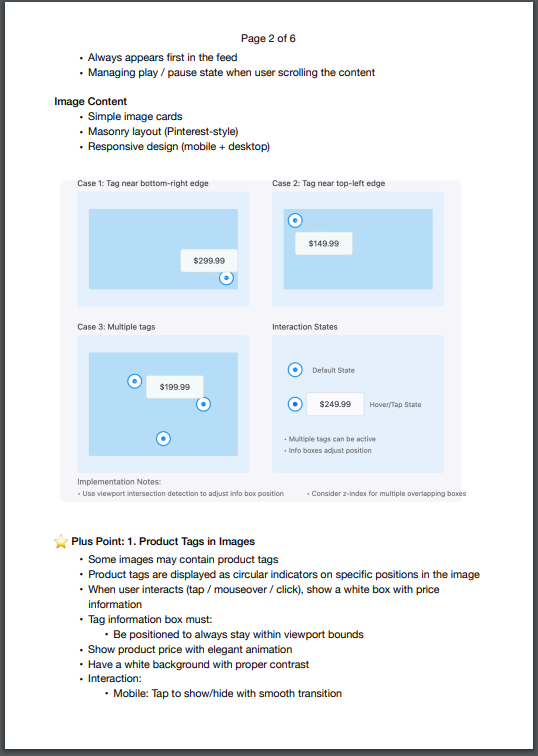 Page 2 of 6
• Always appears first in the feed
• Managing play / pause state when user scrolling the content
Image Content
• Simple image cards
• Masonry layout (Pinterest-style)
• Responsive design (mobile + desktop)
Case 1: Tag near bottom-right edge
$299.99
Case 2: Tag near top-left edge
$149.99
Case 3: Multiple tags
$199.99
Interaction States
Default State
$249.99 Hover/Tap State
• Multiple tags can be active
• Info boxes adjust position
Implementation Notes:
• Use viewport intersection detection to adjust info box position
• Consider z-index for multiple overlapping boxes
⭐ Plus Point: 1. Product Tags in Images
• Some images may contain product tags
• Product tags are displayed as circular indicators on specific positions in the image
• When user interacts (tap / mouseover / click), show a white box with price
information
• Tag information box must:
• Be positioned to always stay within viewport bounds
• Show product price with elegant animation
• Have a white background with proper contrast
• Interaction:
• Mobile: Tap to show/hide with smooth transition